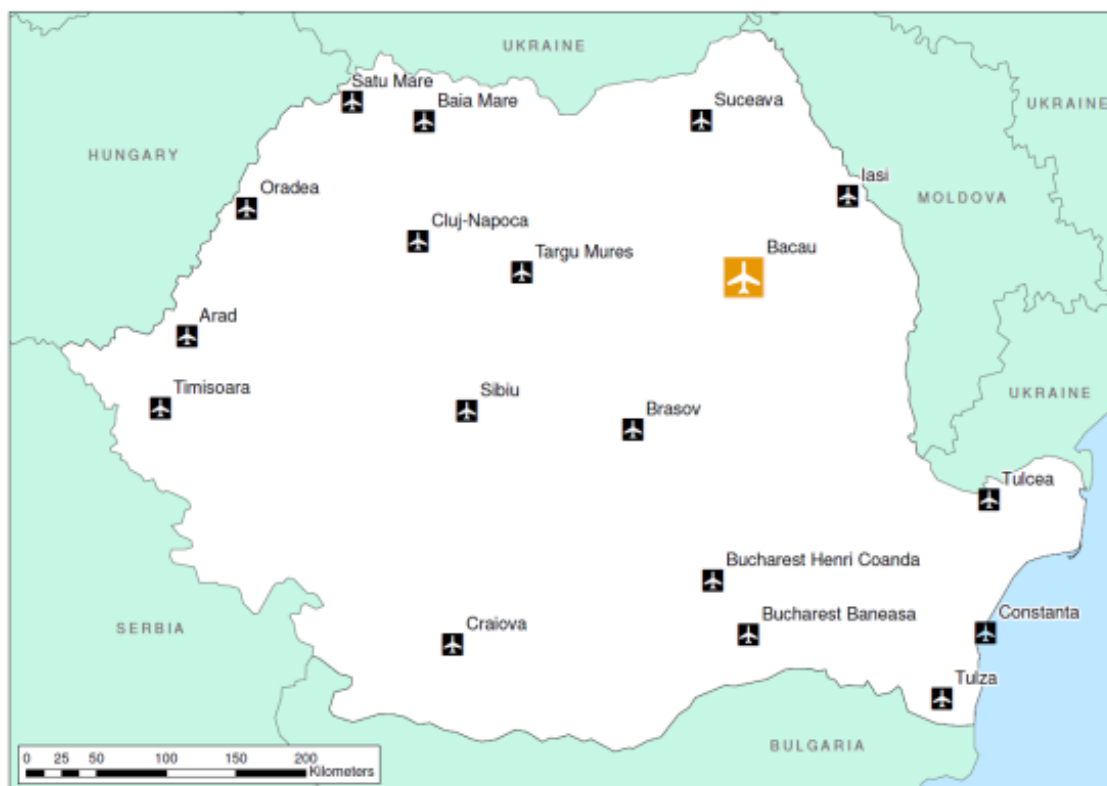 UKRAINE
Satu Mare
Baia Mare
Suceava
UKRAINE
HUNGARY
Iasi
Oradea
MOLDOVA
Cluj-Napoca
Targu Mures
Bacau
Arad
Timisoara
Sibiu
Brasov
UKRAINE
Tulcea
Bucharest Henri Coanda
Bucharest Baneasa
Constanta
SERBIA
Craiova
Tulza
BULGARIA
0 25 50 100 150 200
Kilometers